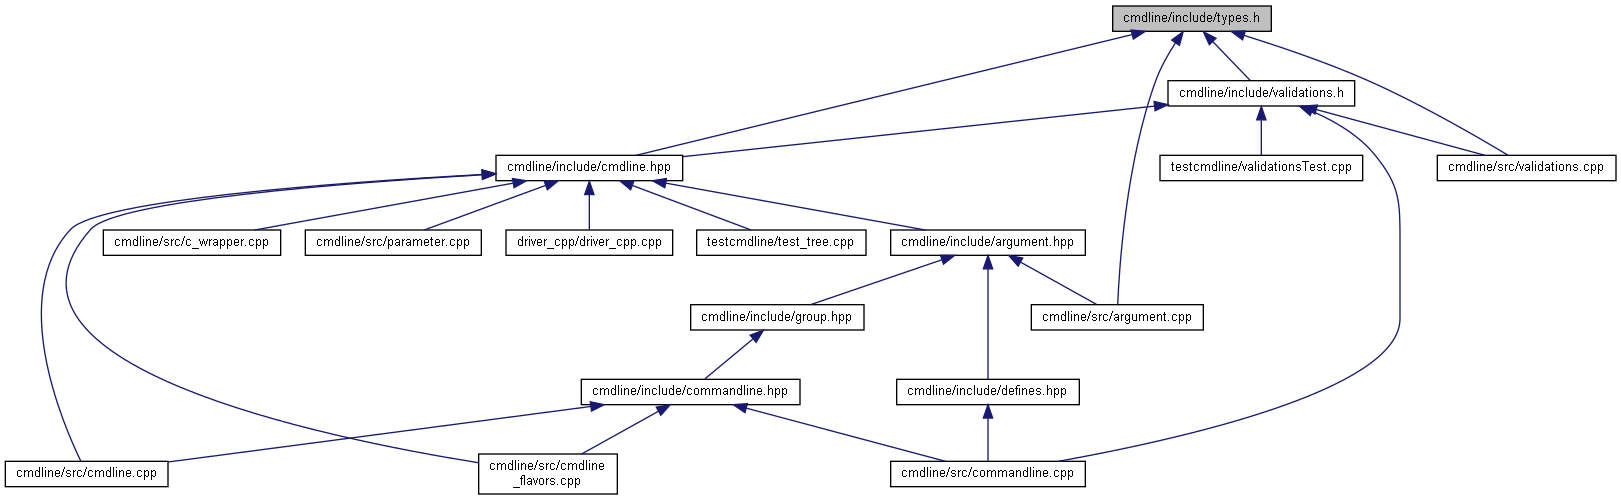 cmdline/include/types.h
cmdline/include/validations.h
cmdline/include/cmdline.hpp
testcmdline/validationsTest.cpp
cmdline/src/validations.cpp
cmdline/src/c_wrapper.cpp
cmdline/src/parameter.cpp
driver_cpp/driver_cpp.cpp
testcmdline/test_tree.cpp
cmdline/include/argument.hpp
cmdline/include/group.hpp
cmdline/src/argument.cpp
cmdline/include/commandline.hpp
cmdline/include/defines.hpp
cmdline/src/cmdline.cpp
cmdline/src/cmdline
_flavors.cpp
cmdline/src/commandline.cpp